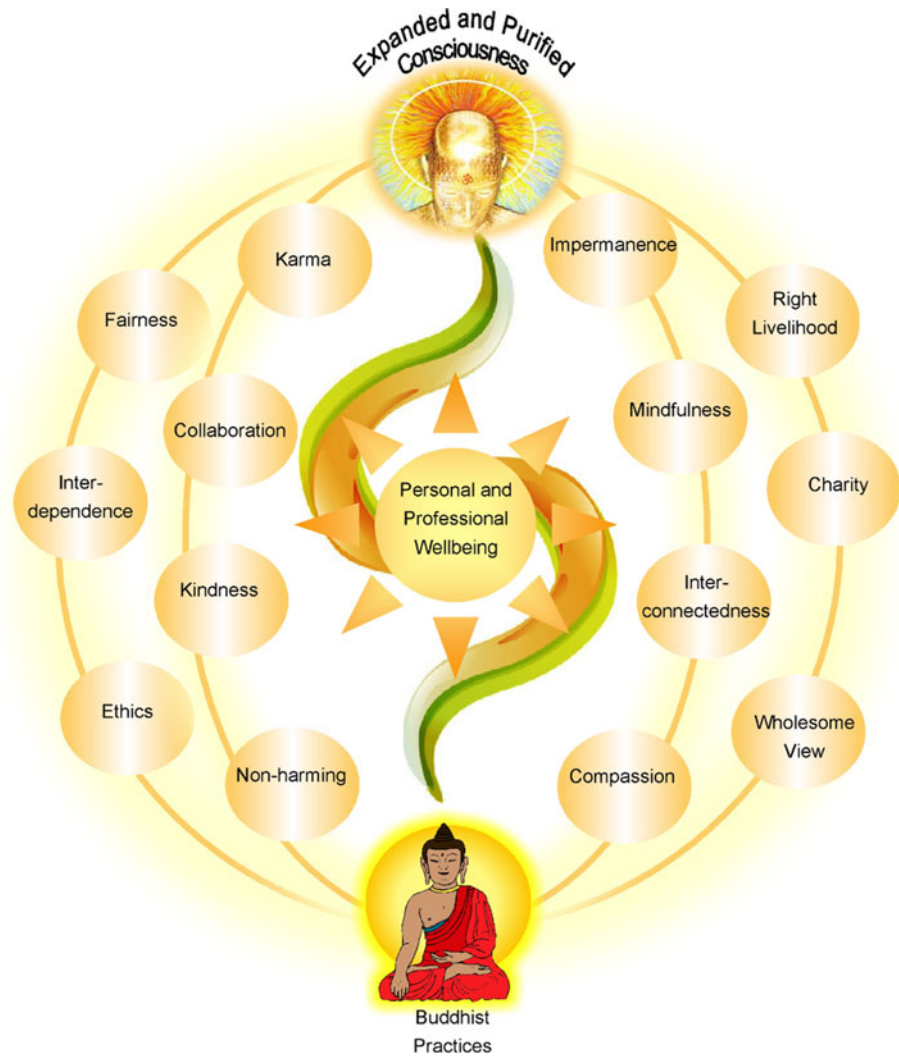 Expanded and Purified
Consciousness
Karma
Impermanence
Fairness
Right
Livelihood
Collaboration
Mindfulness
Inter-
dependence
Personal and
Professional
Wellbeing
Charity
Kindness
Inter-
connectedness
Ethics
Wholesome
View
Non-harming
Compassion
Buddhist
Practices